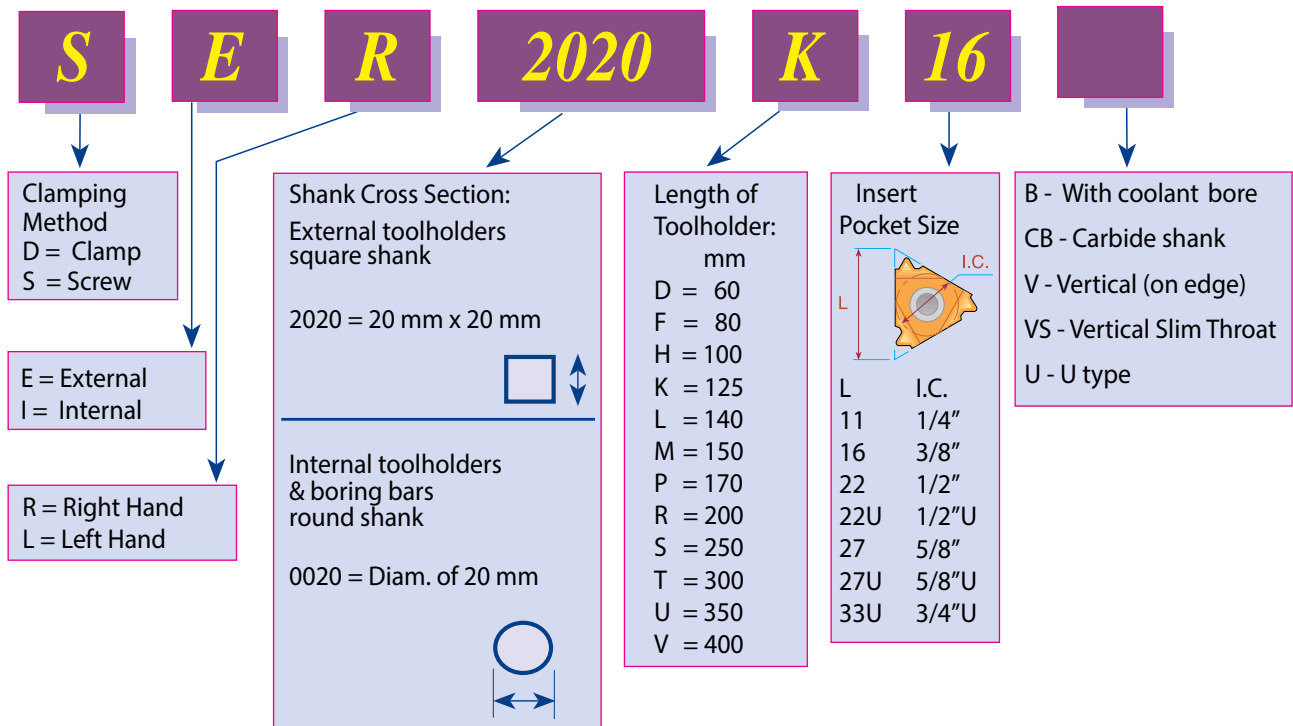 S E R 2020 K 16
Clamping
Method
D = Clamp
S = Screw
E = External
I = Internal
R = Right Hand
L = Left Hand
Shank Cross Section:
External toolholders
square shank
2020 = 20 mm x 20 mm
Internal toolholders
& boring bars
round shank
0020 = Diam. of 20 mm
Length of
Toolholder:
mm
D = 60
F = 80
H = 100
K = 125
L = 140
M = 150
P = 170
R = 200
S = 250
T = 300
U = 350
V = 400
Insert
Pocket Size
I.C.
L
L I.C.
11 1/4"
16 3/8"
22 1/2"
22U 1/2"U
27 5/8"
27U 5/8"U
33U 3/4"U
B - With coolant bore
CB - Carbide shank
V - Vertical (on edge)
VS - Vertical Slim Throat
U - U type